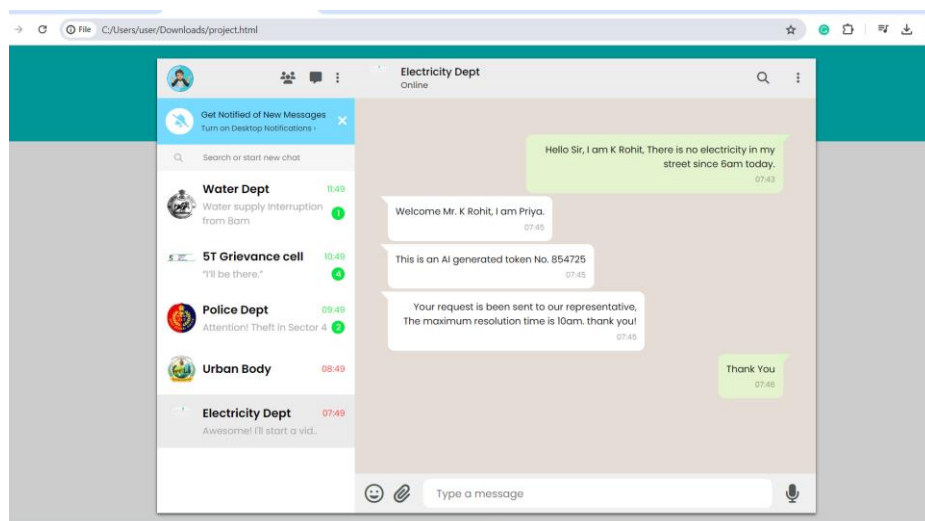 File C:/Users/user/Downloads/project.html
Electricity Dept
Online
Get Notified of New Messages
Turn on Desktop Notifications ›
Search or start new chat
Water Dept 11:49
Water supply Interruption
from 8am 1
5T Grievance cell 10:49
"I'll be there." 4
Police Dept 09:49
Attention! Theft in Sector 4 2
Urban Body 08:49
Electricity Dept 07:49
Awesome! I'll start a vid..
Hello Sir, I am K Rohit, There is no electricity in my
street since 6am today.
07:43
Welcome Mr. K Rohit, I am Priya.
07:45
This is an AI generated token No. 854725
07:45
Your request is been sent to our representative,
The maximum resolution time is 10am. thank you!
07:45
Thank You
07:46
Type a message